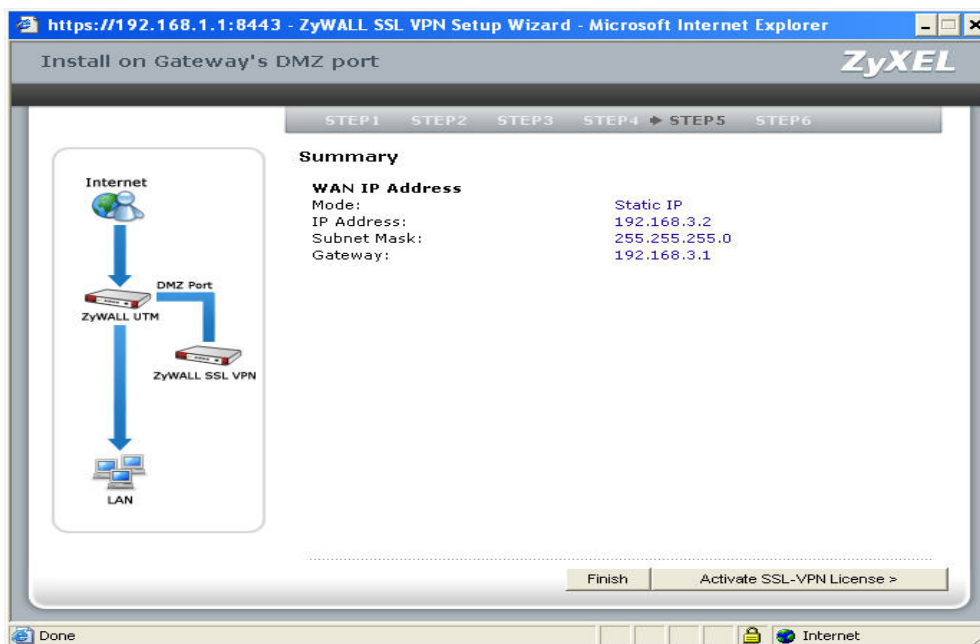 https://192.168.1.1:8443 - ZyWALL SSL VPN Setup Wizard - Microsoft Internet Explorer
Install on Gateway's DMZ port
ZyXEL
STEP1 STEP2 STEP3 STEP4 STEP5 STEP6
Summary
WAN IP Address
Mode: Static IP
IP Address: 192.168.3.2
Subnet Mask: 255.255.255.0
Gateway: 192.168.3.1
Internet
DMZ Port
ZyWALL UTM
ZyWALL SSL VPN
LAN
Finish
Activate SSL-VPN License >
Done
Internet